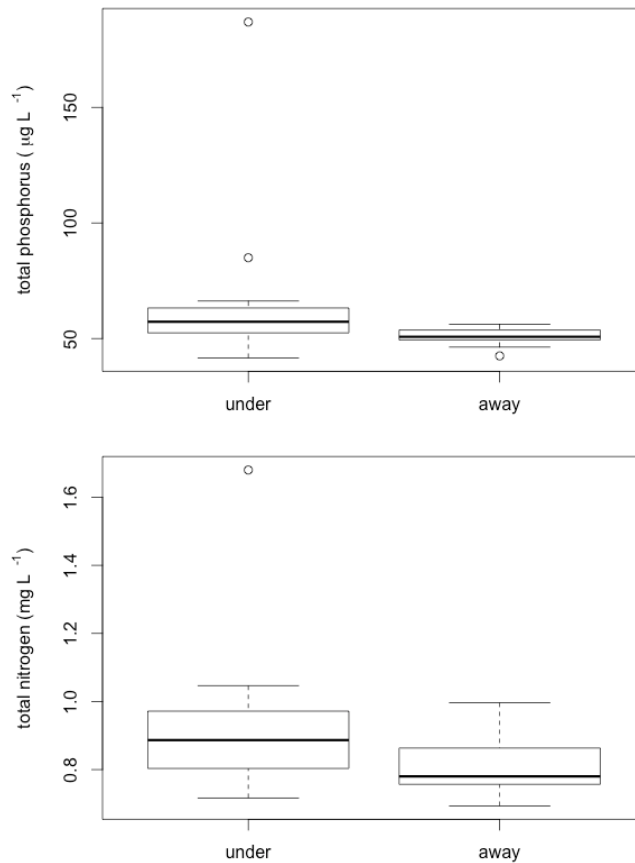 total phosphorus ( μg L ⁻¹)
150
100
50
under away
total nitrogen (mg L ⁻¹)
1.6
1.4
1.2
1.0
0.8
under away